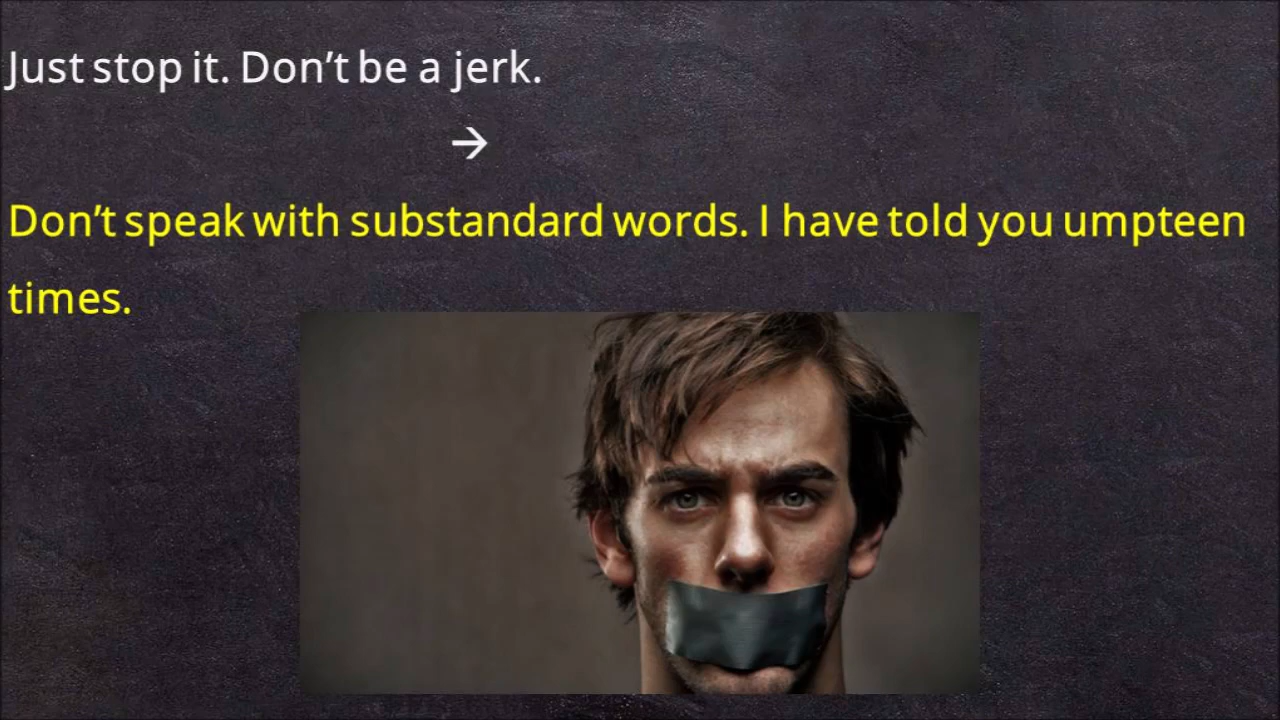 Just stop it. Don’t be a jerk.
→
Don’t speak with substandard words. I have told you umpteen
times.